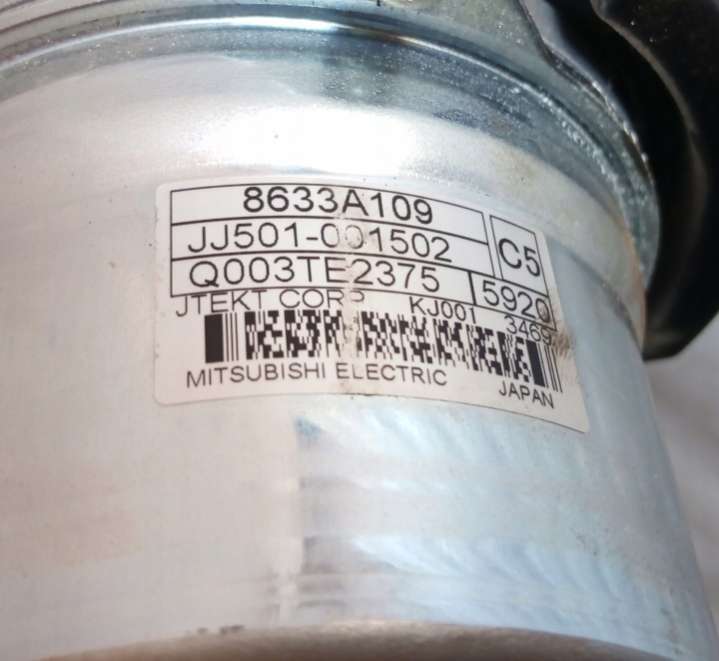 8633A109
JJ501-001502
C5
Q003TE2375
5920
JTEKT CORP KJ001 3469
MITSUBISHI ELECTRIC JAPAN